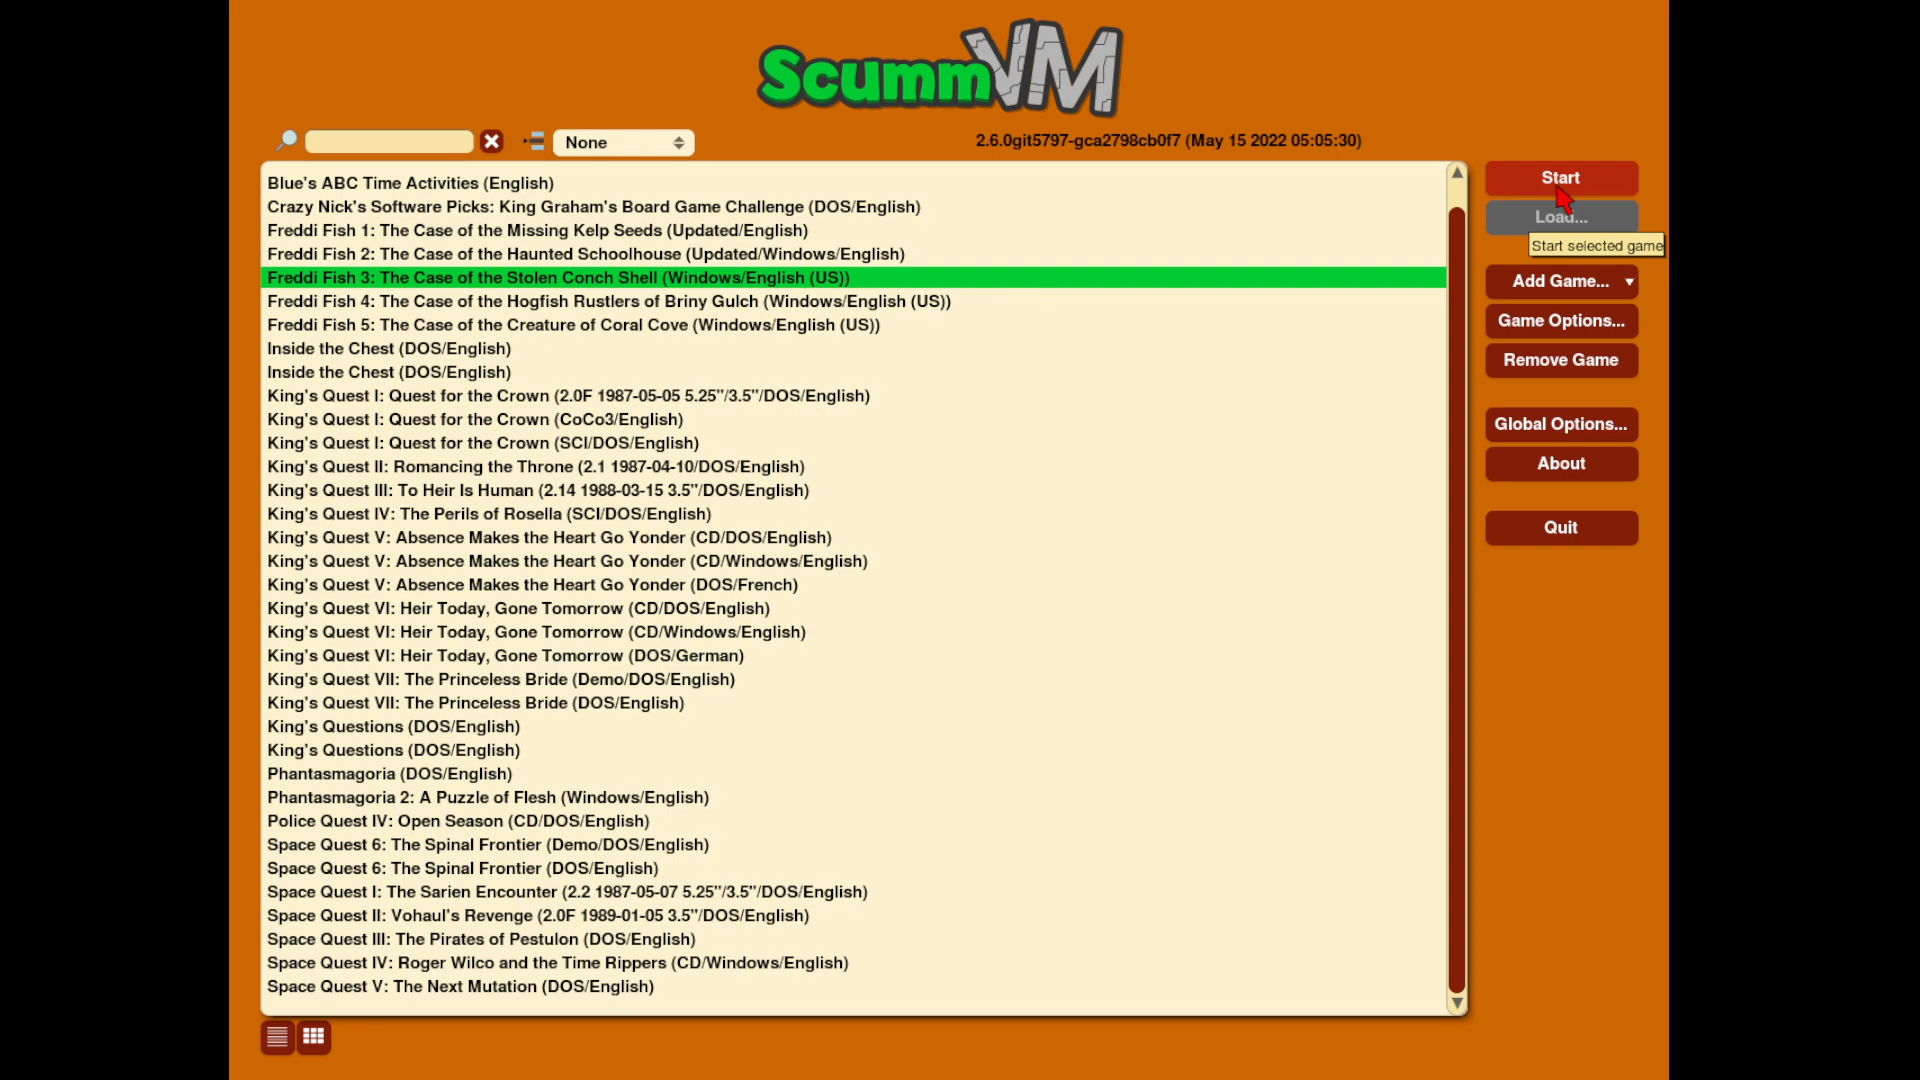 ScummVM
None
2.6.0git5797-gca2798cb0f7 (May 15 2022 05:05:30)
Blue's ABC Time Activities (English)
Crazy Nick's Software Picks: King Graham's Board Game Challenge (DOS/English)
Freddi Fish 1: The Case of the Missing Kelp Seeds (Updated/English)
Freddi Fish 2: The Case of the Haunted Schoolhouse (Updated/Windows/English)
Freddi Fish 3: The Case of the Stolen Conch Shell (Windows/English (US))
Freddi Fish 4: The Case of the Hogfish Rustlers of Briny Gulch (Windows/English (US))
Freddi Fish 5: The Case of the Creature of Coral Cove (Windows/English (US))
Inside the Chest (DOS/English)
Inside the Chest (DOS/English)
King's Quest I: Quest for the Crown (2.0F 1987-05-05 5.25"/3.5"/DOS/English)
King's Quest I: Quest for the Crown (CoCo3/English)
King's Quest I: Quest for the Crown (SCI/DOS/English)
King's Quest II: Romancing the Throne (2.1 1987-04-10/DOS/English)
King's Quest III: To Heir Is Human (2.14 1988-03-15 3.5"/DOS/English)
King's Quest IV: The Perils of Rosella (SCI/DOS/English)
King's Quest V: Absence Makes the Heart Go Yonder (CD/DOS/English)
King's Quest V: Absence Makes the Heart Go Yonder (CD/Windows/English)
King's Quest V: Absence Makes the Heart Go Yonder (DOS/French)
King's Quest VI: Heir Today, Gone Tomorrow (CD/DOS/English)
King's Quest VI: Heir Today, Gone Tomorrow (CD/Windows/English)
King's Quest VI: Heir Today, Gone Tomorrow (DOS/German)
King's Quest VII: The Princeless Bride (Demo/DOS/English)
King's Quest VII: The Princeless Bride (DOS/English)
King's Questions (DOS/English)
King's Questions (DOS/English)
Phantasmagoria (DOS/English)
Phantasmagoria 2: A Puzzle of Flesh (Windows/English)
Police Quest IV: Open Season (CD/DOS/English)
Space Quest 6: The Spinal Frontier (Demo/DOS/English)
Space Quest 6: The Spinal Frontier (DOS/English)
Space Quest I: The Sarien Encounter (2.2 1987-05-07 5.25"/3.5"/DOS/English)
Space Quest II: Vohaul's Revenge (2.0F 1989-01-05 3.5"/DOS/English)
Space Quest III: The Pirates of Pestulon (DOS/English)
Space Quest IV: Roger Wilco and the Time Rippers (CD/Windows/English)
Space Quest V: The Next Mutation (DOS/English)
Start
Load...
Start selected game
Add Game...
Game Options...
Remove Game
Global Options...
About
Quit